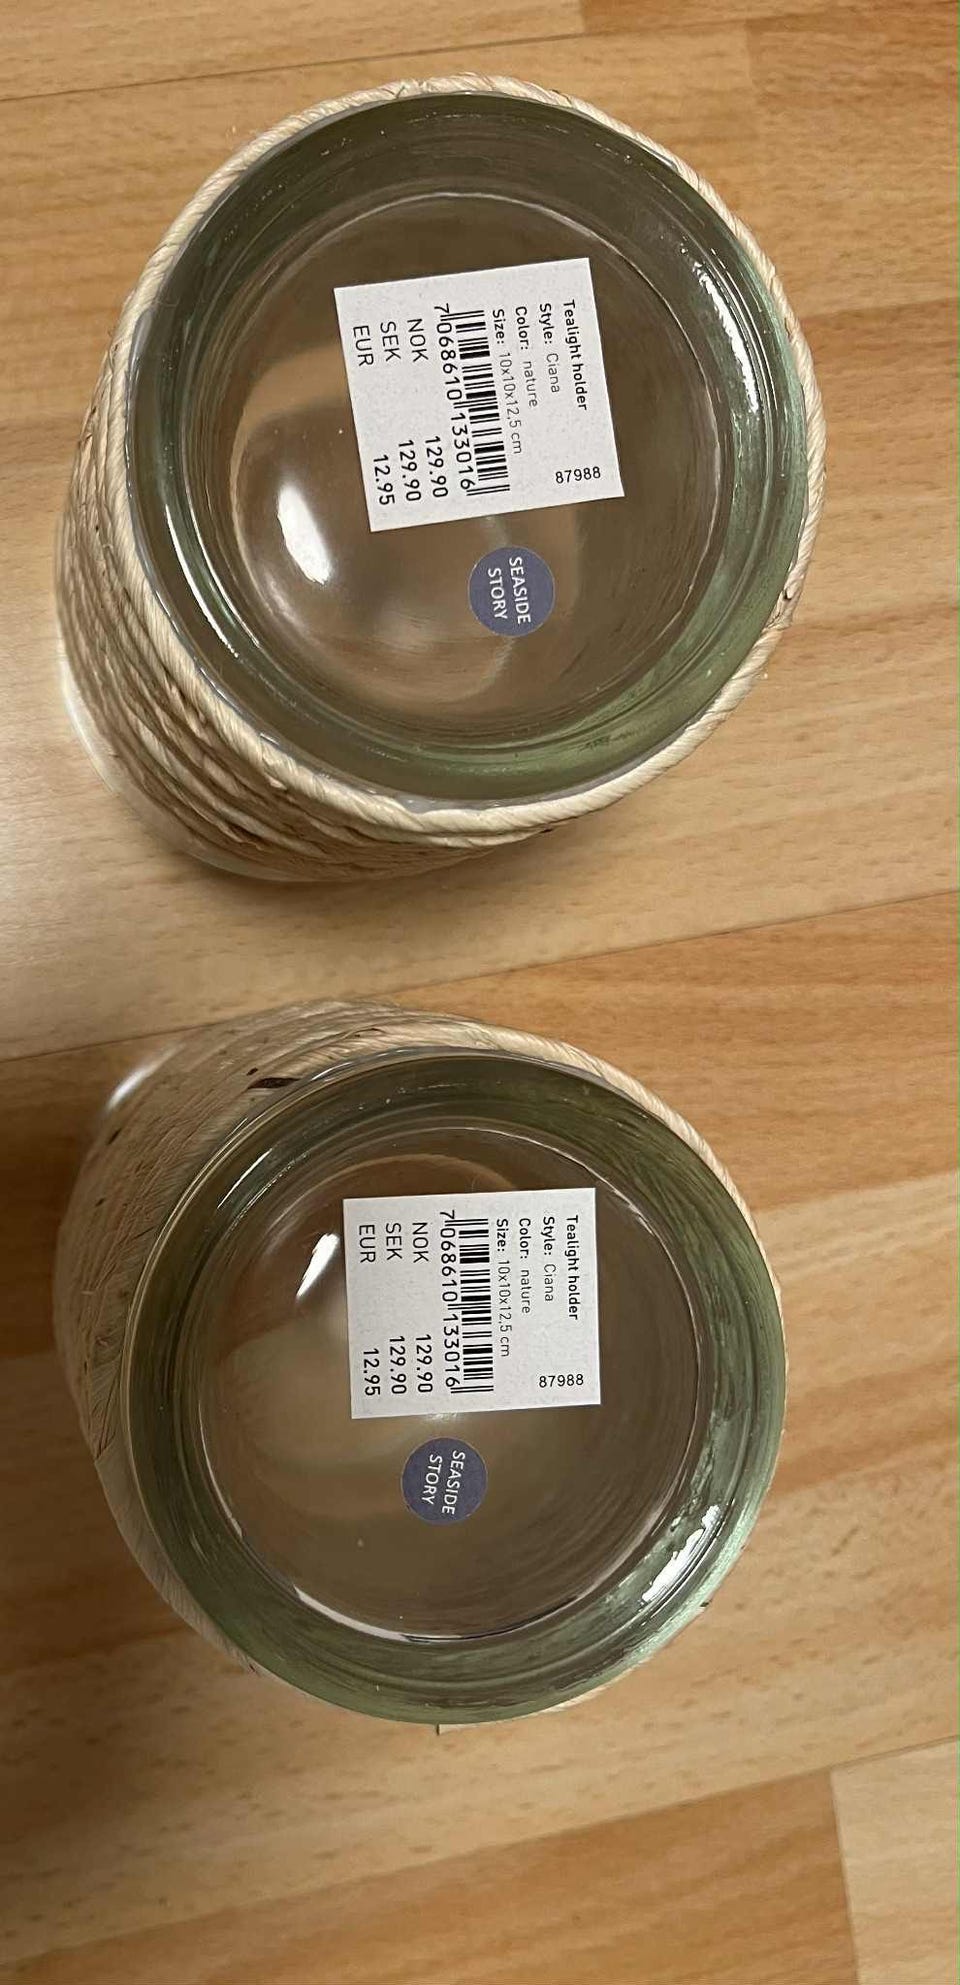 Tealight holder
Style: Ciana
Color: nature
Size: 10x10x12,5 cm
87988
7068610133016
NOK 129.90
SEK 129.90
EUR 12.95
SEASIDE
STORY
Tealight holder
Style: Ciana
Color: nature
Size: 10x10x12,5 cm
87988
7068610133016
NOK 129.90
SEK 129.90
EUR 12.95
SEASIDE
STORY